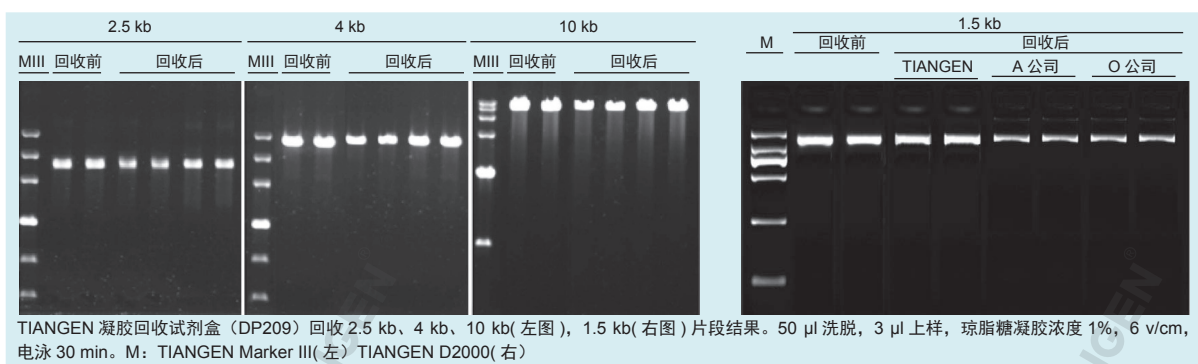 2.5 kb 4 kb 10 kb 1.5 kb
M 回收前 回收后
MIII 回收前 回收后 MIII 回收前 回收后 MIII 回收前 回收后
TIANGEN A 公司 O 公司
TIANGEN 凝胶回收试剂盒（DP209）回收 2.5 kb、4 kb、10 kb( 左图 )，1.5 kb( 右图 ) 片段结果。50 μl 洗脱，3 μl 上样，琼脂糖凝胶浓度 1%，6 v/cm，
电泳 30 min。M：TIANGEN Marker III( 左）TIANGEN D2000( 右）